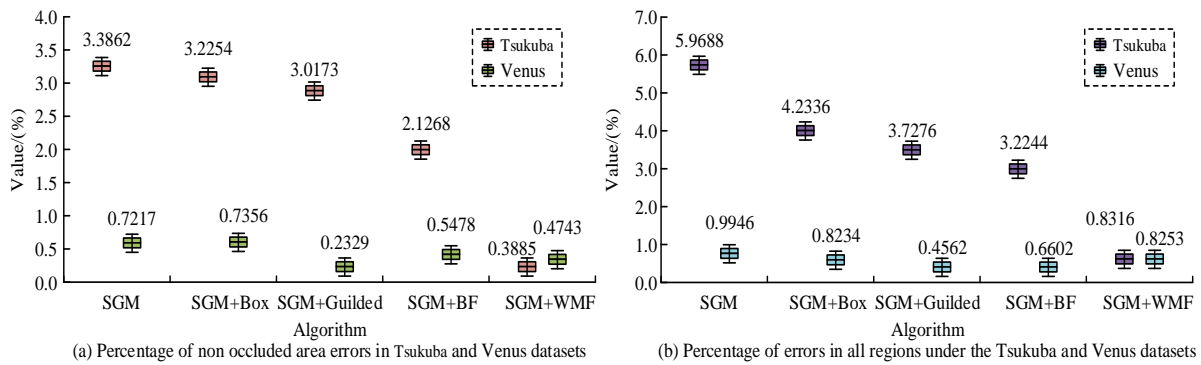 4.0
3.5
3.0
2.5
2.0
1.5
1.0
0.5
0.0
Value/(%)
3.3862
3.2254
3.0173
2.1268
0.3885
0.7217
0.7356
0.2329
0.5478
0.4743
Tsukuba
Venus
SGM
SGM+Box
SGM+Guilded
SGM+BF
SGM+WMF
Algorithm
(a) Percentage of non occluded area errors in Tsukuba and Venus datasets
7.0
6.0
5.0
4.0
3.0
2.0
1.0
0.0
Value/(%)
5.9688
4.2336
3.7276
3.2244
0.8316
0.9946
0.8234
0.4562
0.6602
0.8253
Tsukuba
Venus
SGM
SGM+Box
SGM+Guilded
SGM+BF
SGM+WMF
Algorithm
(b) Percentage of errors in all regions under the Tsukuba and Venus datasets